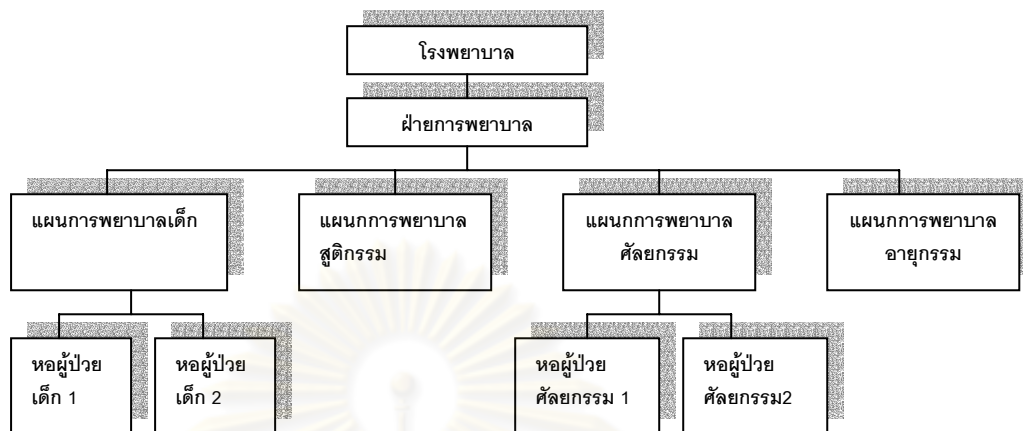 โรงพยาบาล
ฝ่ายการพยาบาล
แผนการพยาบาลเด็ก
แผนกการพยาบาล
สูติกรรม
แผนกการพยาบาล
ศัลยกรรม
แผนกการพยาบาล
อายุกรรม
หอผู้ป่วย
เด็ก 1
หอผู้ป่วย
เด็ก 2
หอผู้ป่วย
ศัลยกรรม 1
หอผู้ป่วย
ศัลยกรรม2